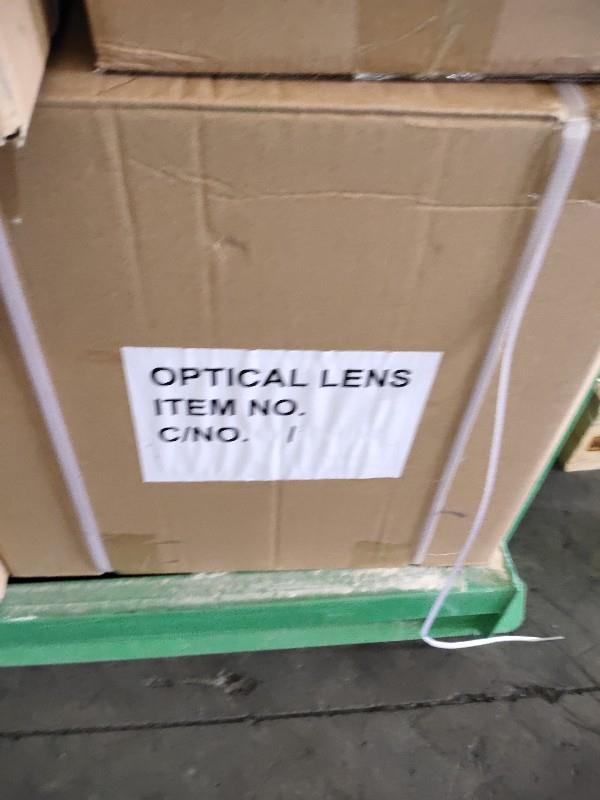 OPTICAL LENS
ITEM NO.
C/NO. /